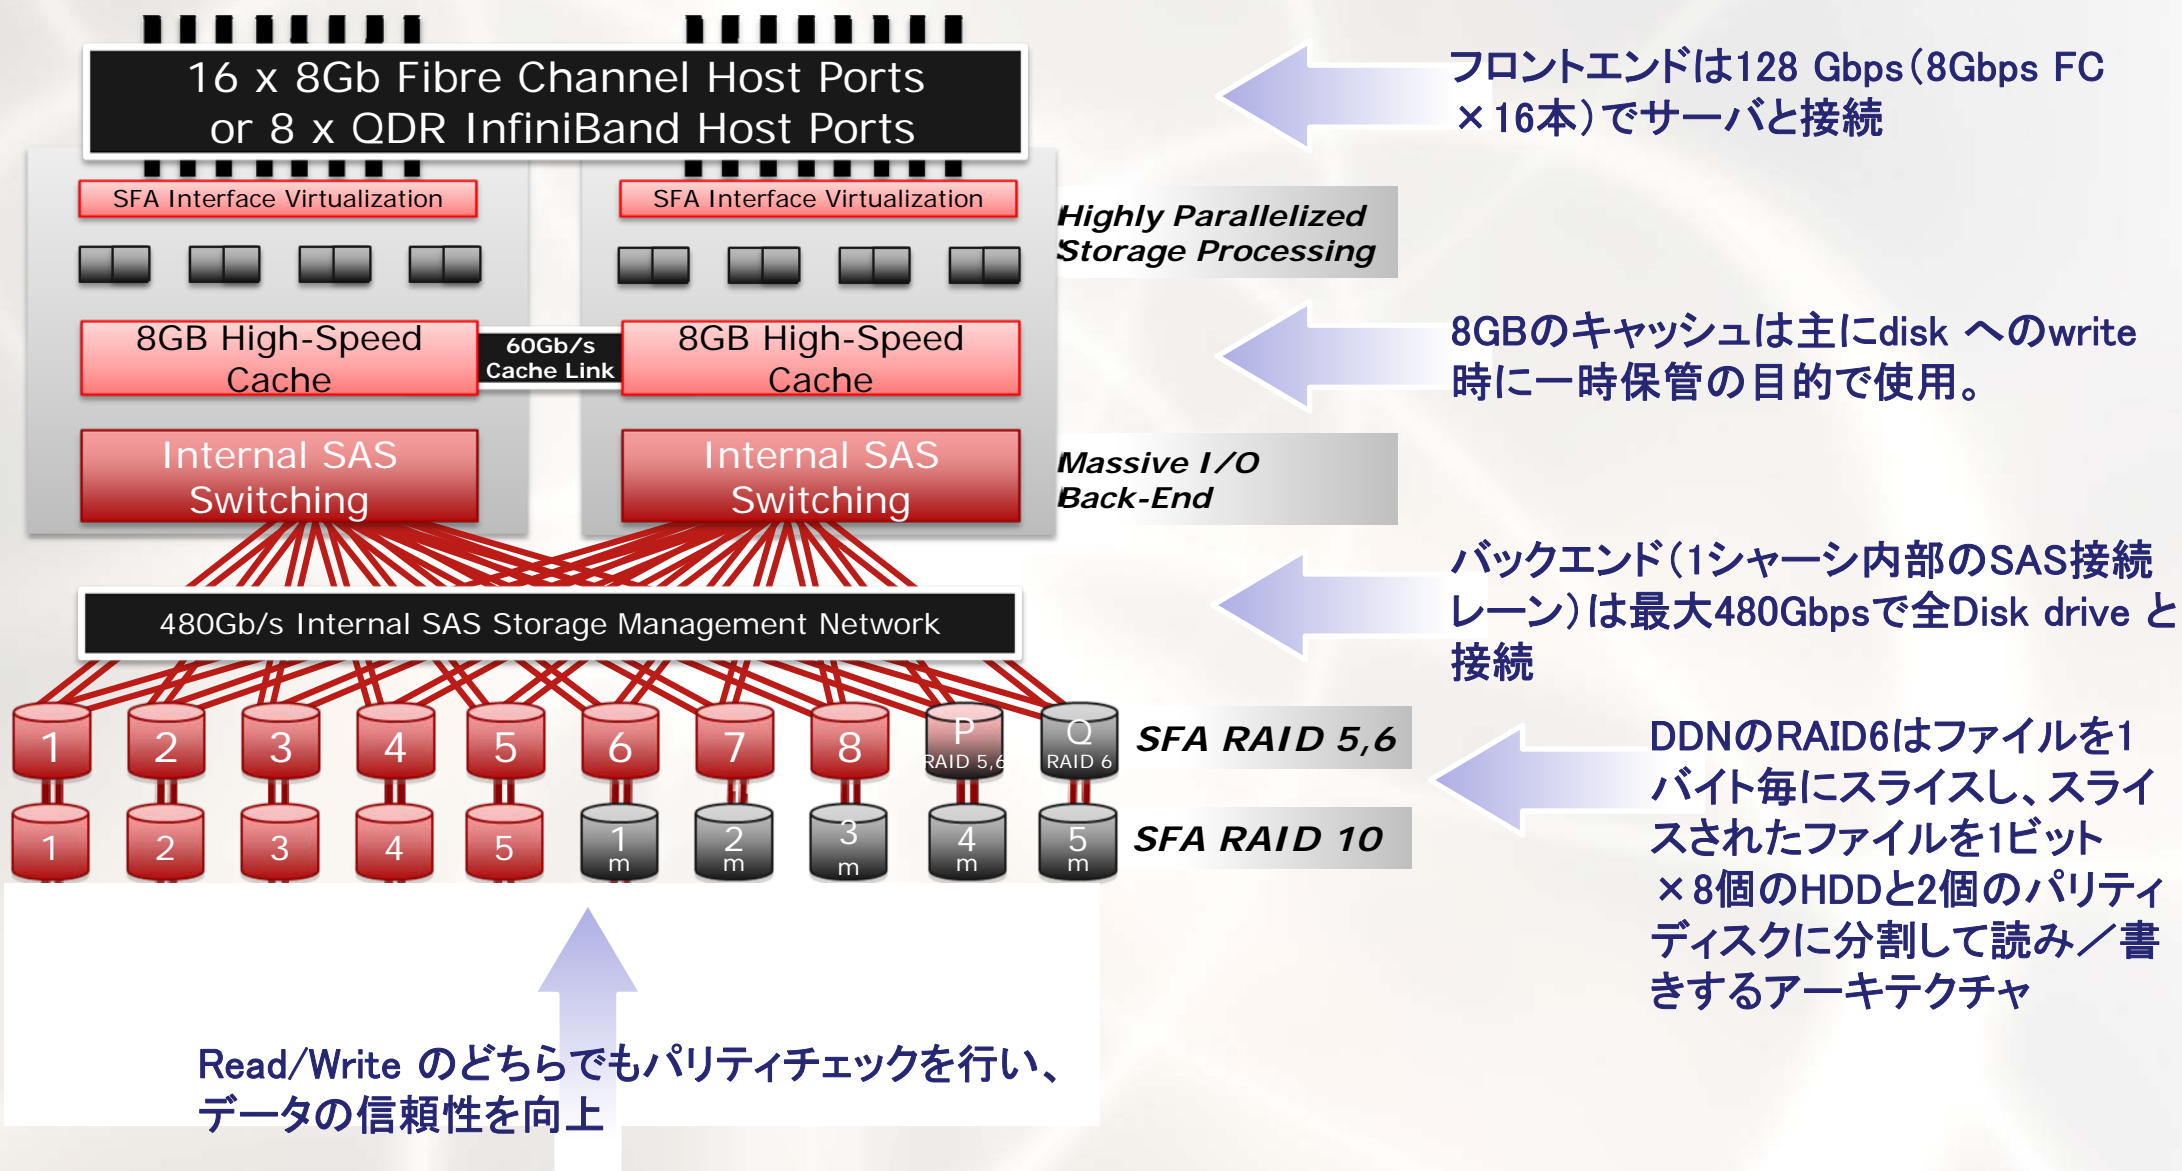 16 x 8Gb Fibre Channel Host Ports
or 8 x QDR InfiniBand Host Ports
フロントエンドは128 Gbps（8Gbps FC
×16本）でサーバと接続
SFA Interface Virtualization
SFA Interface Virtualization
Highly Parallelized
Storage Processing
8GB High-Speed
Cache
60Gb/s
Cache Link
8GB High-Speed
Cache
8GBのキャッシュは主にdisk へのwrite
時に一時保管の目的で使用。
Internal SAS
Switching
Internal SAS
Switching
Massive I/O
Back-End
バックエンド（1シャーシ内部のSAS接続
レーン）は最大480Gbpsで全Disk drive と
接続
480Gb/s Internal SAS Storage Management Network
1 2 3 4 5 6 7 8 P Q
RAID 5,6 RAID 6
SFA RAID 5,6
1 2 3 4 5 1 2 3 4 5
m m m m m
SFA RAID 10
DDNのRAID6はファイルを1
バイト毎にスライスし、スライ
スされたファイルを1ビット
×8個のHDDと2個のパリティ
ディスクに分割して読み／書
きするアーキテクチャ
Read/Write のどちらでもパリティチェックを行い、
データの信頼性を向上